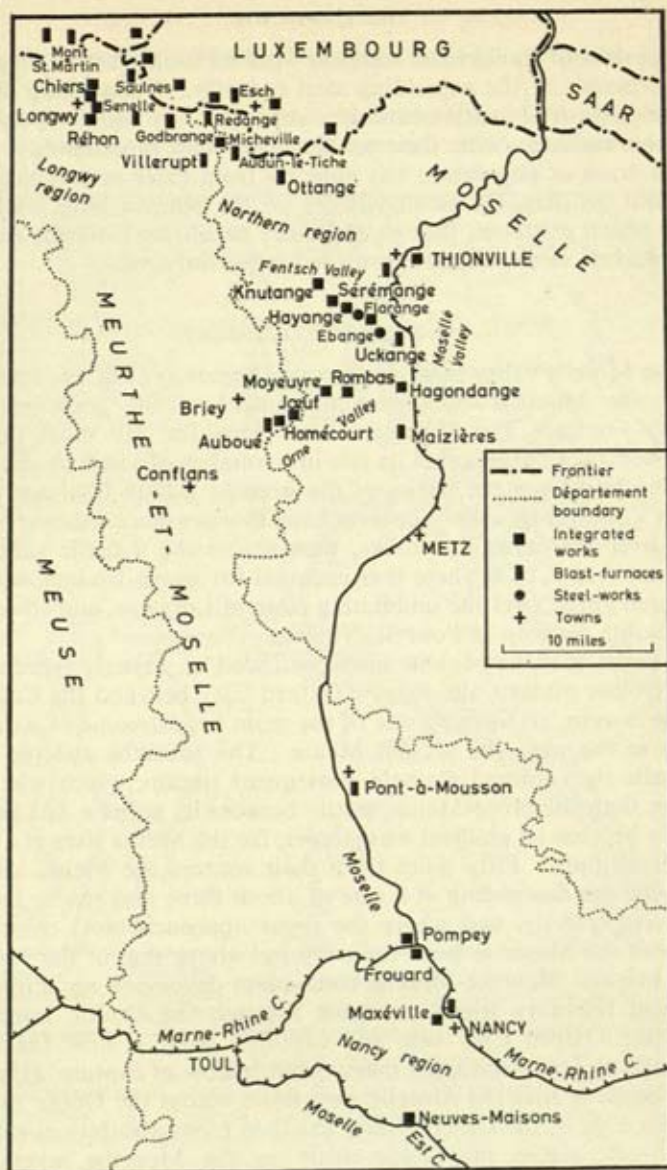 LUXEMBOURG
Mont
St. Martin
Saulnes
Esch
SAAR
Chiers
Senelle
Longwy
Redange
Réhon
Godbrange
Micheville
Villerupt
Audun-le-Tiche
Longwy
region
Ottange
Northern region
MOSELLE
THIONVILLE
Fentsch Valley
Knutange
Sérémange
Hayange
Florange
Ebange
Uckange
Moselle
Valley
MEURTHE-ET-MOSELLE
MEUSE
Moyeuvre
Rombas
Hagondange
Briey
Jœuf
Auboué
Homécourt
Orne
Valley
Maizières
Conflans
METZ
Frontier
Département
boundary
Integrated
works
Blast-furnaces
Steel-works
Towns
10 miles
Pont-à-Mousson
Moselle
Pompey
Frouard
Marne-Rhine C.
Maxéville
NANCY
TOUL
Nancy region
Marne-Rhine C.
Moselle
Neuves-Maisons
Est C.